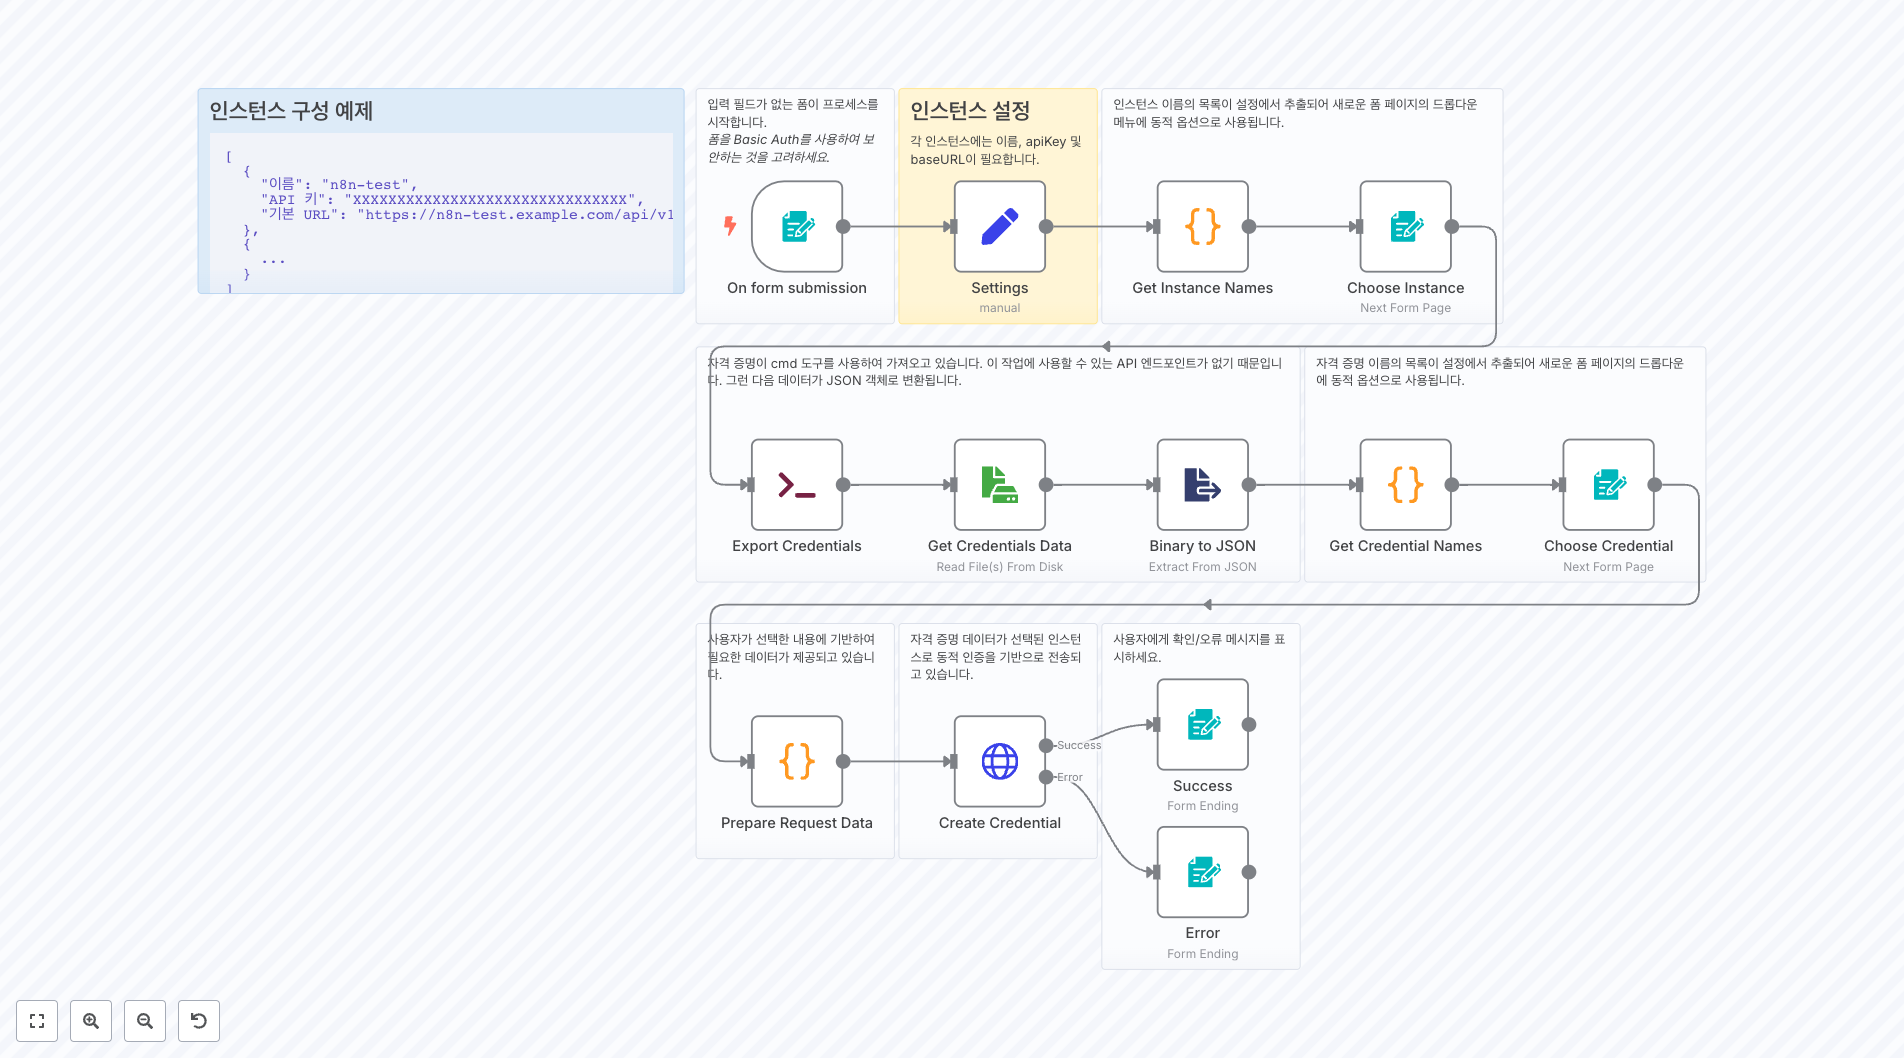 인스턴스 구성 예제
[
{
"이름": "n8n-test",
"API 키": "XXXXXXXXXXXXXXXXXXXXXXXXXXXXXXX",
"기본 URL": "https://n8n-test.example.com/api/v1
},
{
...
}
]
입력 필드가 없는 폼이 프로세스를
시작합니다.
폼을 Basic Auth를 사용하여 보
안하는 것을 고려하세요.
On form submission
인스턴스 설정
각 인스턴스에는 이름, apiKey 및
baseURL이 필요합니다.
Settings
manual
인스턴스 이름의 목록이 설정에서 추출되어 새로운 폼 페이지의 드롭다운
메뉴에 동적 옵션으로 사용됩니다.
Get Instance Names
Choose Instance
Next Form Page
자격 증명이 cmd 도구를 사용하여 가져오고 있습니다. 이 작업에 사용할 수 있는 API 엔드포인트가 없기 때문입니
다. 그런 다음 데이터가 JSON 객체로 변환됩니다.
Export Credentials
Get Credentials Data
Read File(s) From Disk
Binary to JSON
Extract From JSON
자격 증명 이름의 목록이 설정에서 추출되어 새로운 폼 페이지의 드롭다운
에 동적 옵션으로 사용됩니다.
Get Credential Names
Choose Credential
Next Form Page
사용자가 선택한 내용에 기반하여
필요한 데이터가 제공되고 있습니
다.
Prepare Request Data
자격 증명 데이터가 선택된 인스턴
스로 동적 인증을 기반으로 전송되
고 있습니다.
Create Credential
Success
Error
사용자에게 확인/오류 메시지를 표
시하세요.
Success
Form Ending
Error
Form Ending